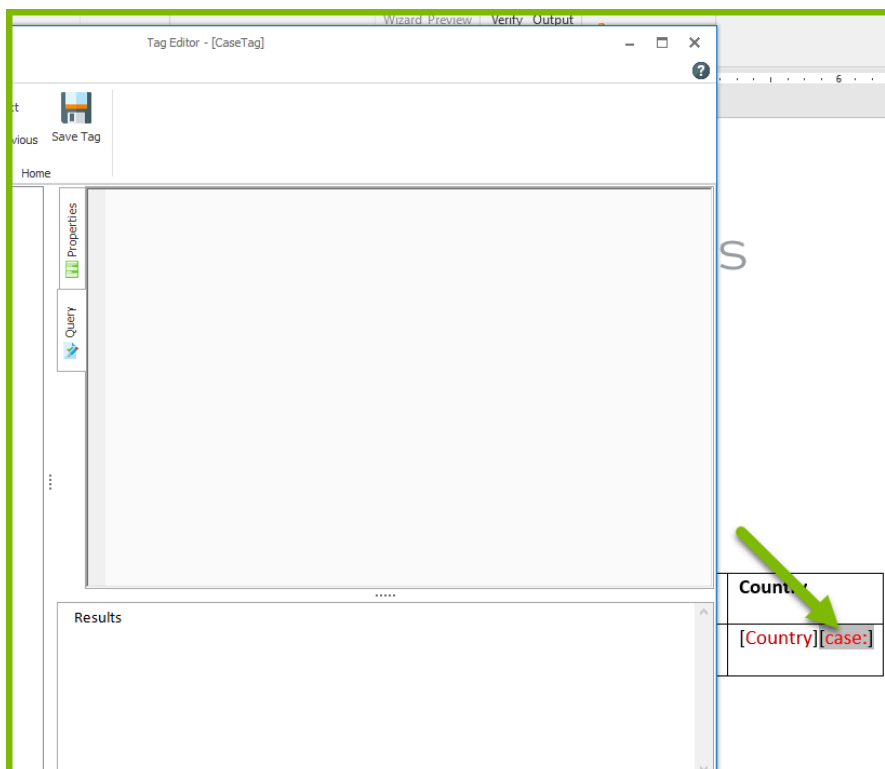 Wizard Preview Verify Output
Tag Editor - [CaseTag]
6
Save Tag
Home
Properties
Query
S
Results
Country
[Country][case:]